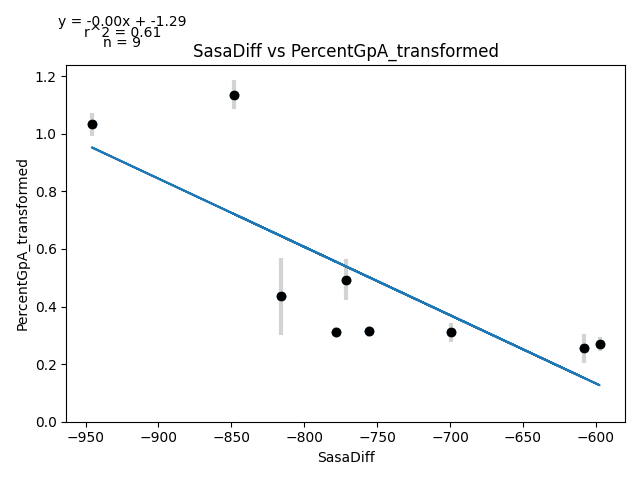 y = -0.00x + -1.29
r^2 = 0.61
n = 9
SasaDiff vs PercentGpA_transformed
1.2
1.0
0.8
0.6
0.4
0.2
0.0
PercentGpA_transformed
−950
−900
−850
−800
−750
−700
−650
−600
SasaDiff